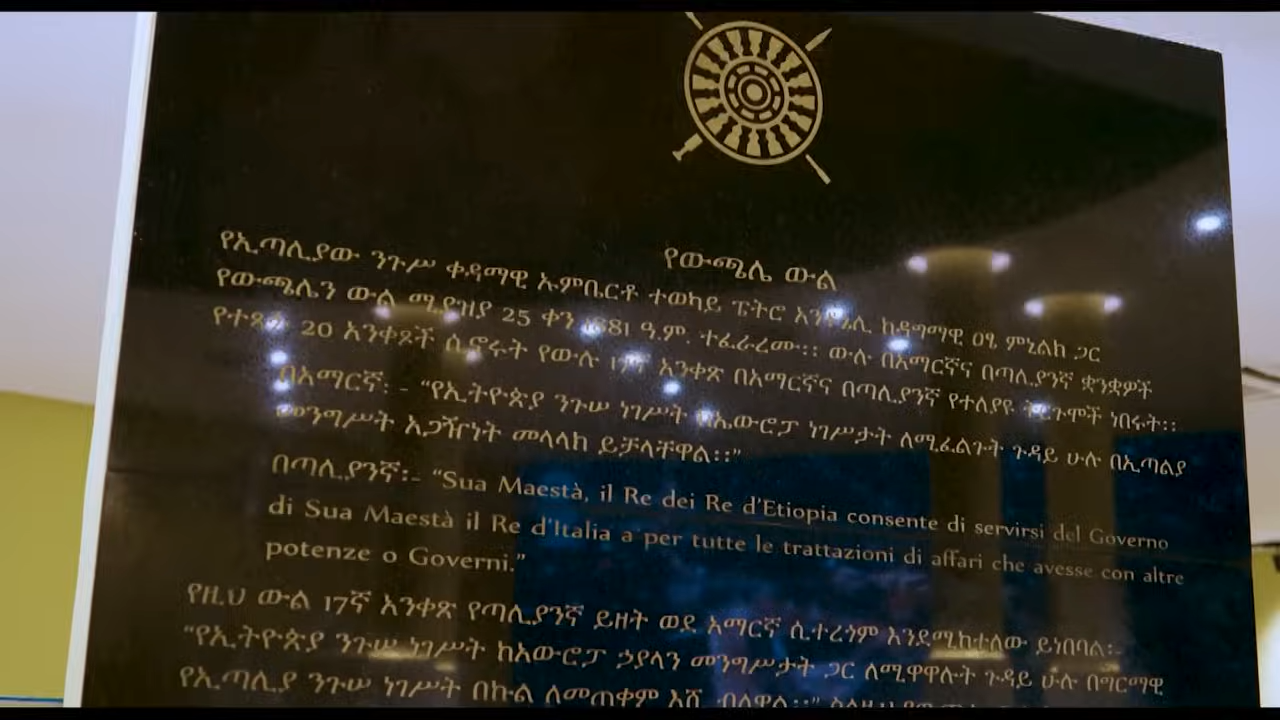 የውጫሌ ውል
የኢጣሊያው ንጉሥ ቀዳማዊ ኡምቤርቶ ተወካይ ፔትሮ አንቶኔሊ ከዳግማዊ ዐፄ ምኒልክ ጋር
የውጫሌን ውል ሚያዝያ 25 ቀን 1881 ዓ.ም. ተፈራረሙ፡፡ ውሉ በአማርኛና በጣሊያንኛ ቋንቋዎች
የተጻፉ 20 አንቀጾች ሲኖሩት የውሉ 17ኛ አንቀጽ በአማርኛና በጣሊያንኛ የተለያዩ ትርጉሞች ነበሩት፡፡
በአማርኛ፡- “የኢትዮጵያ ንጉሠ ነገሥት ከኤውሮፓ ነገሥታት ለሚፈልጉት ጉዳይ ሁሉ በኢጣልያ
መንግሥት አጋዥነት መላላክ ይቻላቸዋል፡፡”
በጣሊያንኛ፡- “Sua Maestà, il Re dei Re d'Etiopia consente di servirsi del Governo
di Sua Maestà il Re d'Italia a per tutte le trattazioni di affari che avesse con altre
potenze o Governi.”
የዚህ ውል 17ኛ አንቀጽ የጣሊያንኛ ይዘት ወደ አማርኛ ሲተረጎም እንደሚከተለው ይነበባል፡-
“የኢትዮጵያ ንጉሠ ነገሥት ከአውሮፓ ኃያላን መንግሥታት ጋር ለሚዋዋሉት ጉዳይ ሁሉ በግርማዊ
የኢጣሊያ ንጉሠ ነገሥት በኩል ለመጠቀም እሺ ብለዋል፡፡”